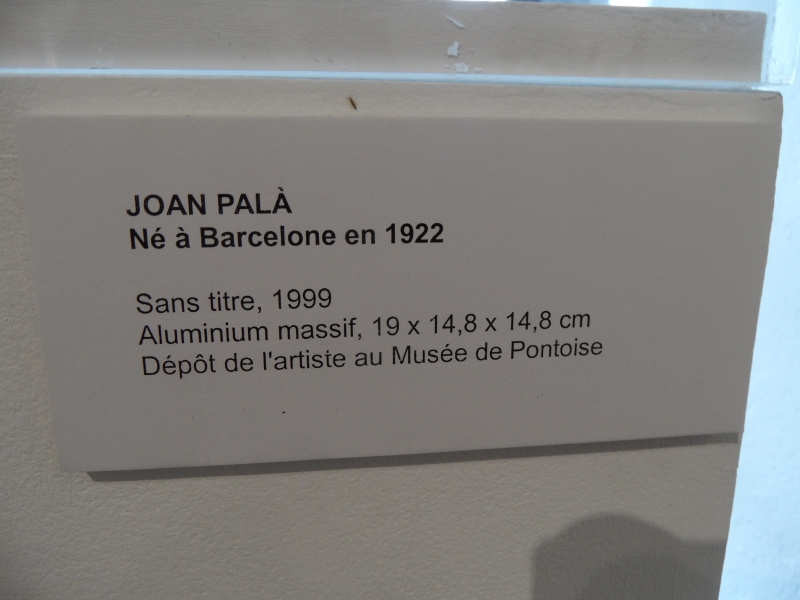 JOAN PALÀ
Né à Barcelone en 1922
Sans titre, 1999
Aluminium massif, 19 x 14,8 x 14,8 cm
Dépôt de l'artiste au Musée de Pontoise